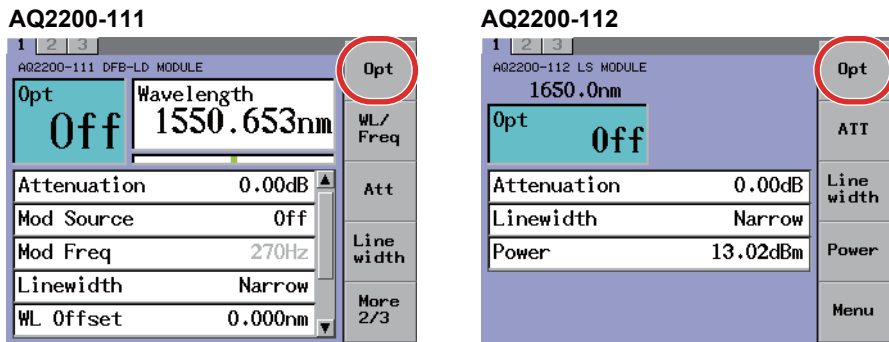 AQ2200-111
1 2 3
AQ2200-111 DFB-LD MODULE
Opt
Off
Wavelength
1550.653nm
Attenuation 0.00dB
Mod Source Off
Mod Freq 270Hz
Linewidth Narrow
WL Offset 0.000nm
Opt
WL/
Freq
Att
Line
width
More
2/3
AQ2200-112
1 2 3
AQ2200-112 LS MODULE
1650.0nm
Opt
Off
Attenuation 0.00dB
Linewidth Narrow
Power 13.02dBm
Opt
ATT
Line
width
Power
Menu